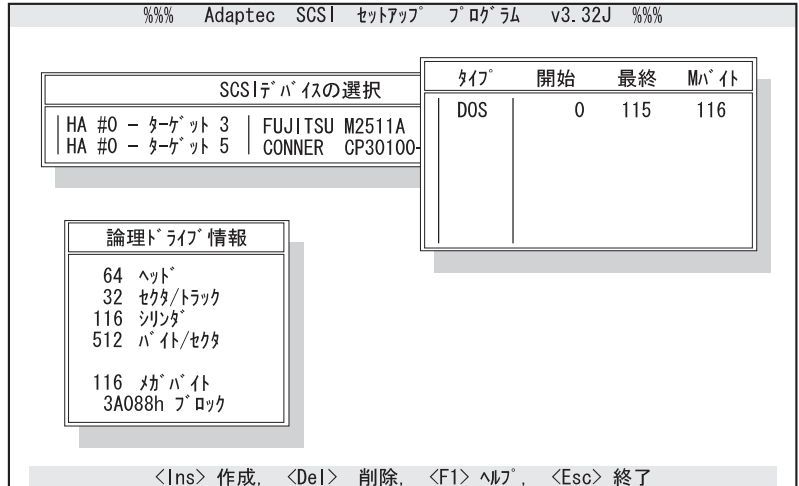 %%% Adaptec SCSI ｾｯﾄｱｯﾌﾟ ﾌﾟﾛｸﾞﾗﾑ v3.32J %%%
SCSIﾃﾞﾊﾞｲｽの選択
HA #0 - ﾀｰｹﾞｯﾄ 3 | FUJITSU M2511A
HA #0 - ﾀｰｹﾞｯﾄ 5 | CONNER CP30100-
ﾀｲﾌﾟ 開始 最終 Mﾊﾞｲﾄ
DOS 0 115 116
論理ﾄﾞﾗｲﾌﾞ情報
64 ﾍｯﾄﾞ
32 ｾｸﾀ/ﾄﾗｯｸ
116 ｼﾘﾝﾀﾞ
512 ﾊﾞｲﾄ/ｾｸﾀ
116 ﾒｶﾞﾊﾞｲﾄ
3A088h ﾌﾞﾛｯｸ
<Ins> 作成, <Del> 削除, <F1> ﾍﾙﾌﾟ, <Esc> 終了